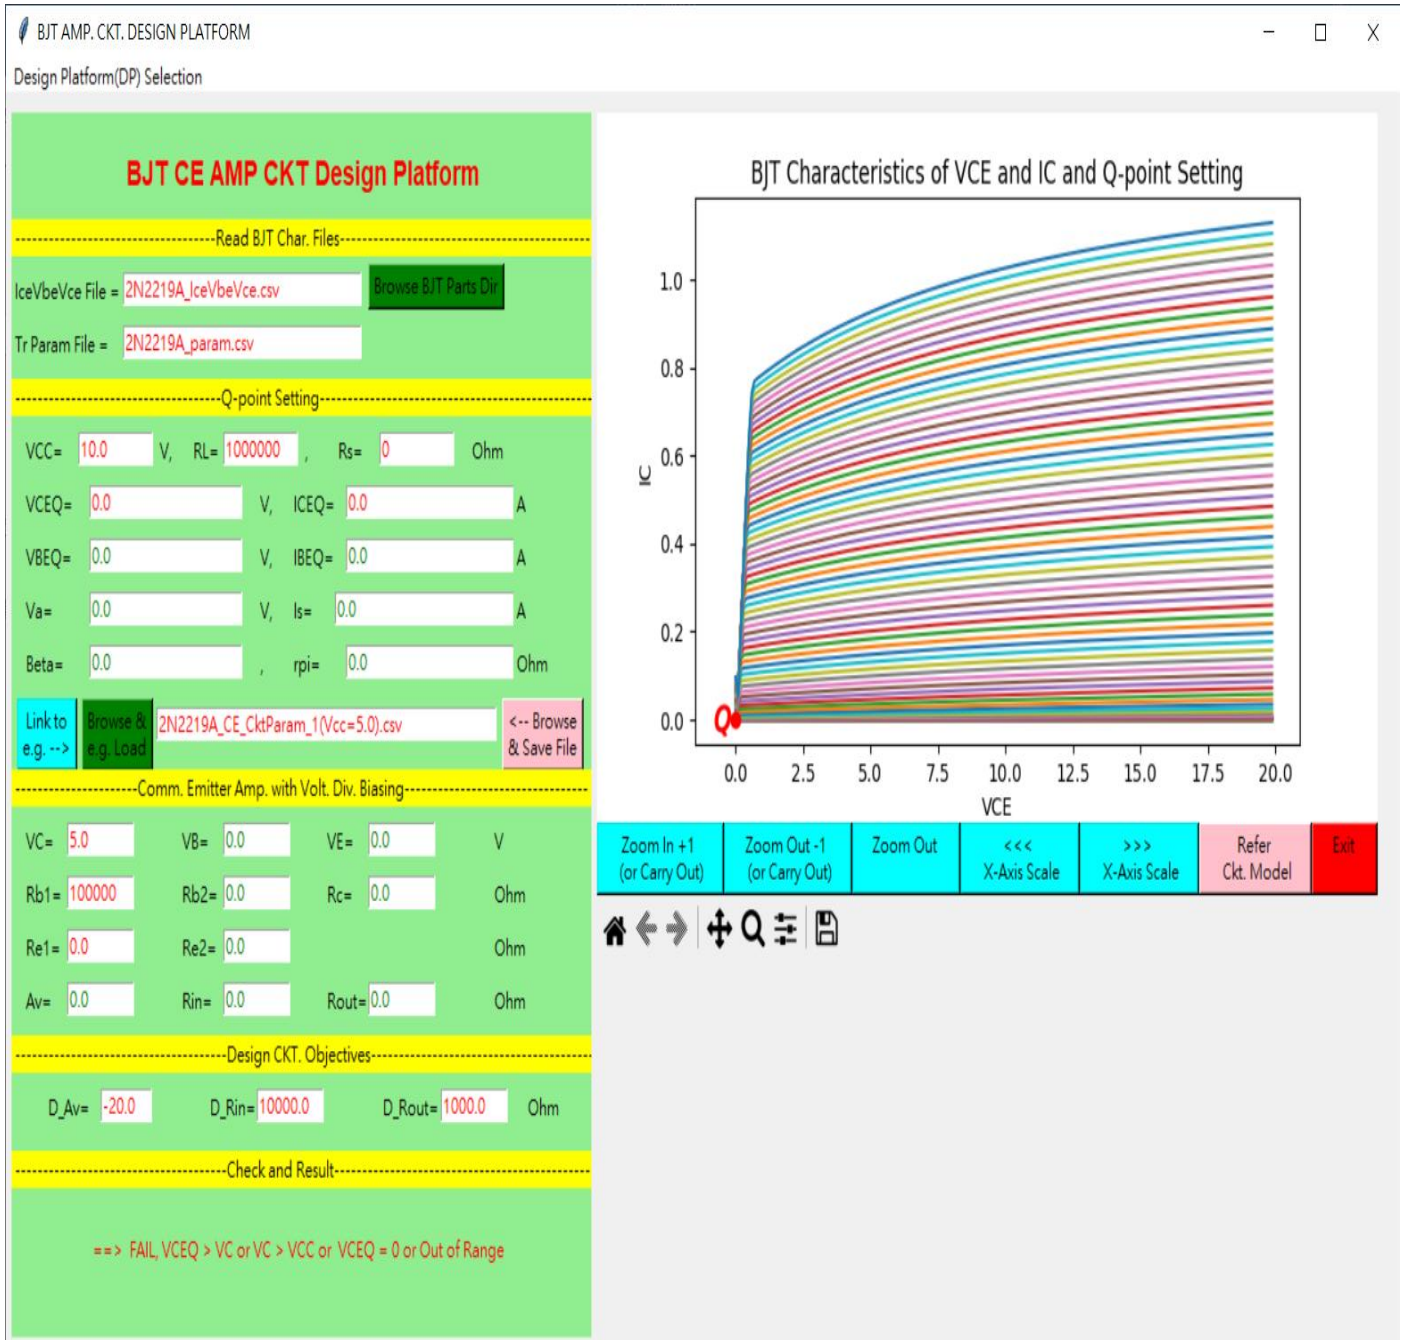 BJT AMP. CKT. DESIGN PLATFORM
Design Platform(DP) Selection
BJT CE AMP CKT Design Platform
-----------------------------------Read BJT Char. Files--------------------------------------------
IceVbeVce File = 2N2219A_IceVbeVce.csv Browse BJT Parts Dir
Tr Param File = 2N2219A_param.csv
------------------------------------Q-point Setting------------------------------------------------
VCC= 10.0 V, RL= 1000000 , Rs= 0 Ohm
VCEQ= 0.0 V, ICEQ= 0.0 A
VBEQ= 0.0 V, IBEQ= 0.0 A
Va= 0.0 V, Is= 0.0 A
Beta= 0.0 , rpi= 0.0 Ohm
Link to e.g. --> Browse & e.g. Load 2N2219A_CE_CktParam_1(Vcc=5.0).csv <-- Browse & Save File
---------------------Comm. Emitter Amp. with Volt. Div. Biasing--------------------------------
VC= 5.0 VB= 0.0 VE= 0.0 V
Rb1= 100000 Rb2= 0.0 Rc= 0.0 Ohm
Re1= 0.0 Re2= 0.0 Ohm
Av= 0.0 Rin= 0.0 Rout= 0.0 Ohm
-------------------------------------Design CKT. Objectives---------------------------------------
D_Av= -20.0 D_Rin= 10000.0 D_Rout= 1000.0 Ohm
-------------------------------------Check and Result---------------------------------------------
==> FAIL, VCEQ > VC or VC > VCC or VCEQ = 0 or Out of Range
BJT Characteristics of VCE and IC and Q-point Setting
1.0
0.8
0.6
IC
0.4
0.2
0.0
Q
0.0 2.5 5.0 7.5 10.0 12.5 15.0 17.5 20.0
VCE
Zoom In +1 (or Carry Out) Zoom Out -1 (or Carry Out) Zoom Out <<< X-Axis Scale >>> X-Axis Scale Refer Ckt. Model Exit